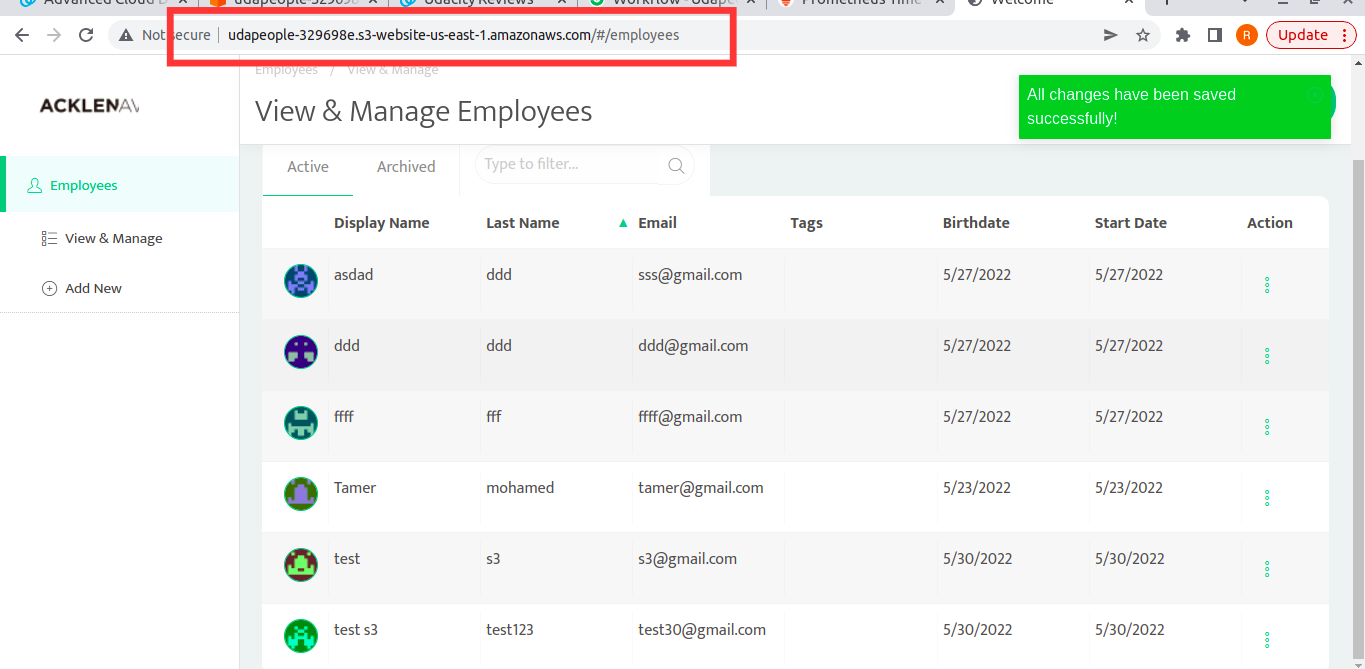 Advanced Cloud D
udapeople-32969
Udacity Reviews
Workflow - Udape
Prometheus Time
Welcome
Not secure | udapeople-329698e.s3-website-us-east-1.amazonaws.com/#/employees
R
Update
ACKLENAV
Employees / View & Manage
View & Manage Employees
All changes have been saved
successfully!
Employees
View & Manage
Add New
Active Archived Type to filter...
Display Name Last Name ▲ Email Tags Birthdate Start Date Action
asdad ddd sss@gmail.com 5/27/2022 5/27/2022
ddd ddd ddd@gmail.com 5/27/2022 5/27/2022
ffff fff ffff@gmail.com 5/27/2022 5/27/2022
Tamer mohamed tamer@gmail.com 5/23/2022 5/23/2022
test s3 s3@gmail.com 5/30/2022 5/30/2022
test s3 test123 test30@gmail.com 5/30/2022 5/30/2022